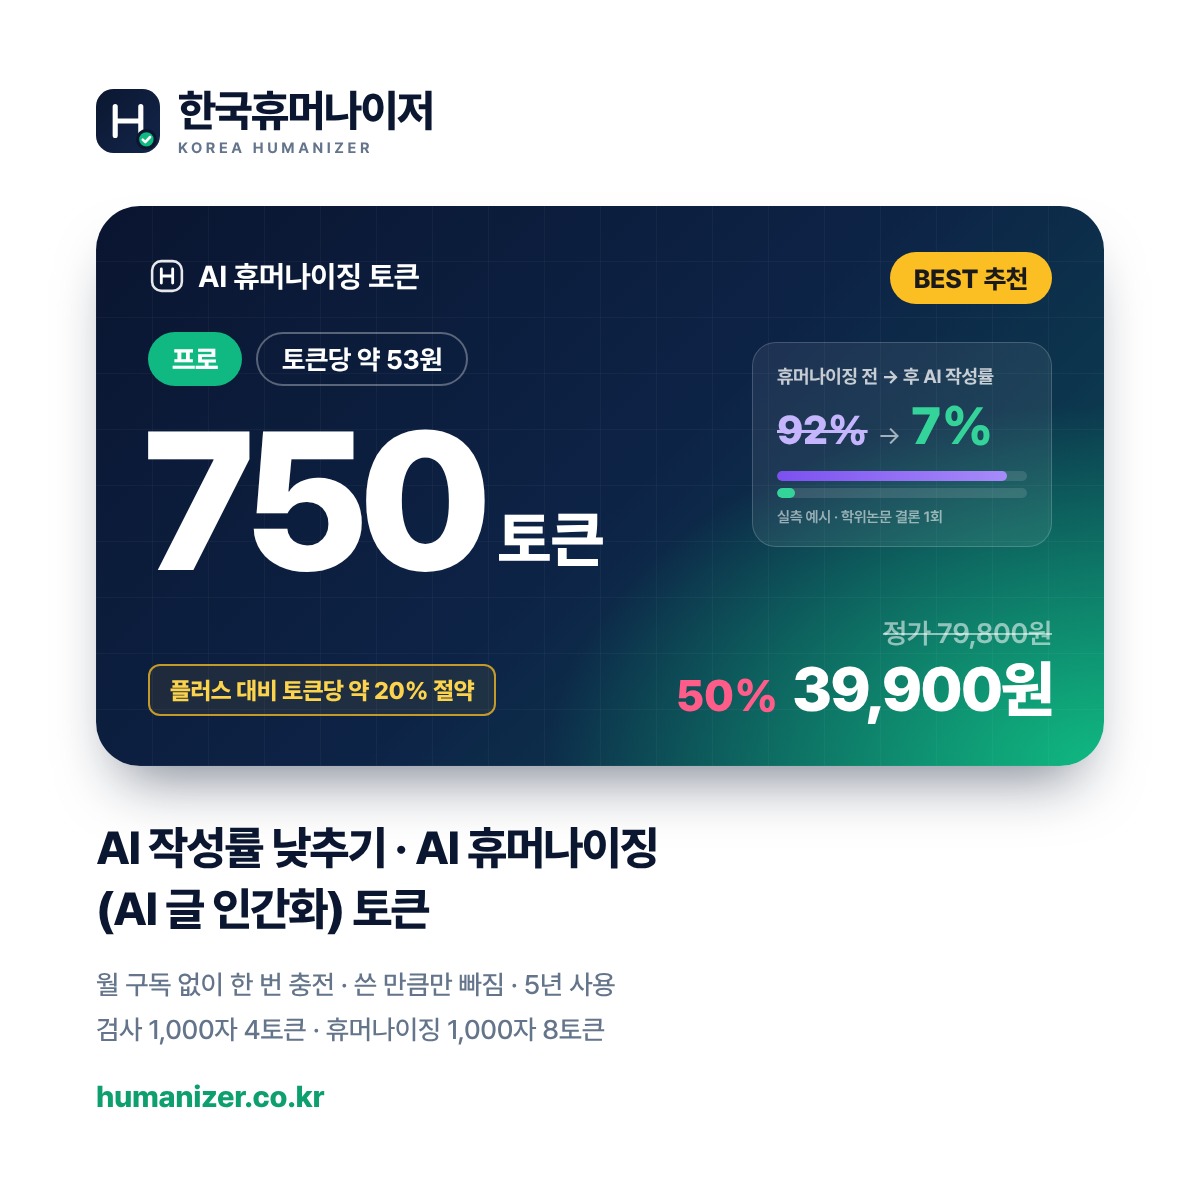 H
한국휴머나이저
KOREA HUMANIZER
H AI 휴머나이징 토큰
BEST 추천
프로
토큰당 약 53원
휴머나이징 전 → 후 AI 작성률
92% → 7%
실측 예시 · 학위논문 결론 1회
750 토큰
정가 79,800원
플러스 대비 토큰당 약 20% 절약
50% 39,900원
AI 작성률 낮추기 · AI 휴머나이징
(AI 글 인간화) 토큰
월 구독 없이 한 번 충전 · 쓴 만큼만 빠짐 · 5년 사용
검사 1,000자 4토큰 · 휴머나이징 1,000자 8토큰
humanizer.co.kr